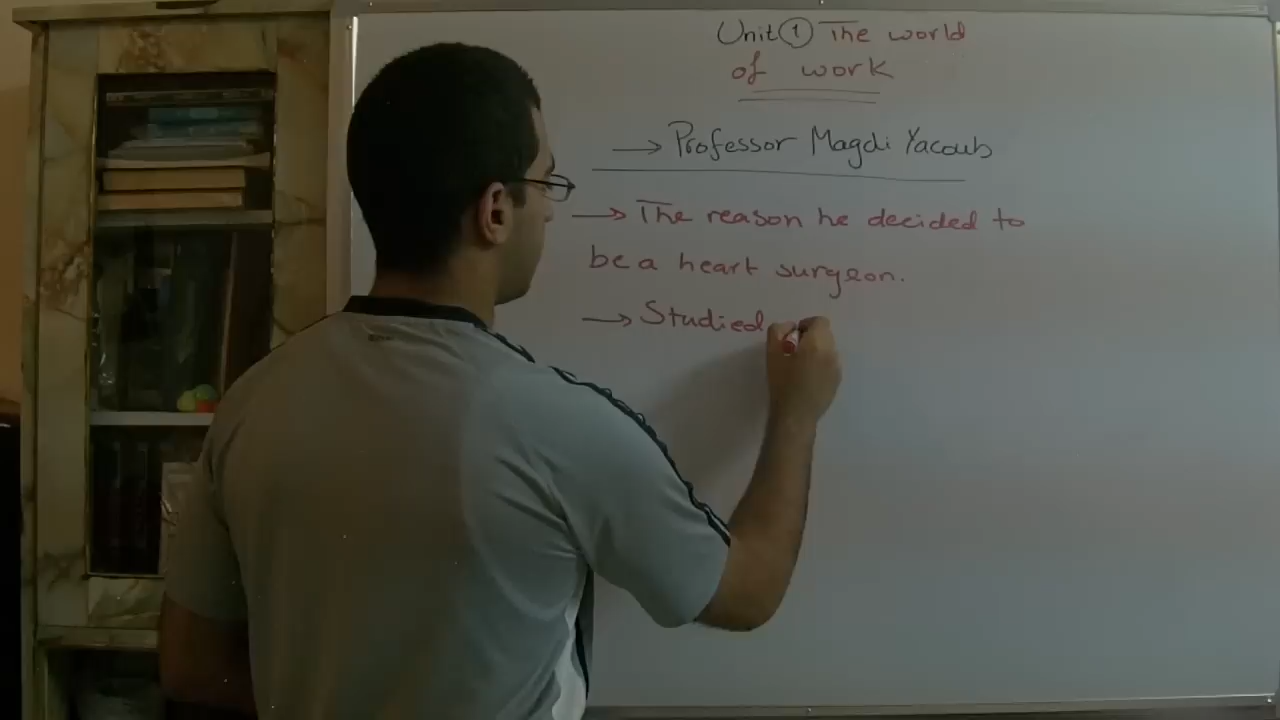 Unit ① The world
of work
→ Professor Magdi Yacoub
→ The reason he decided to
be a heart surgeon.
→ Studied